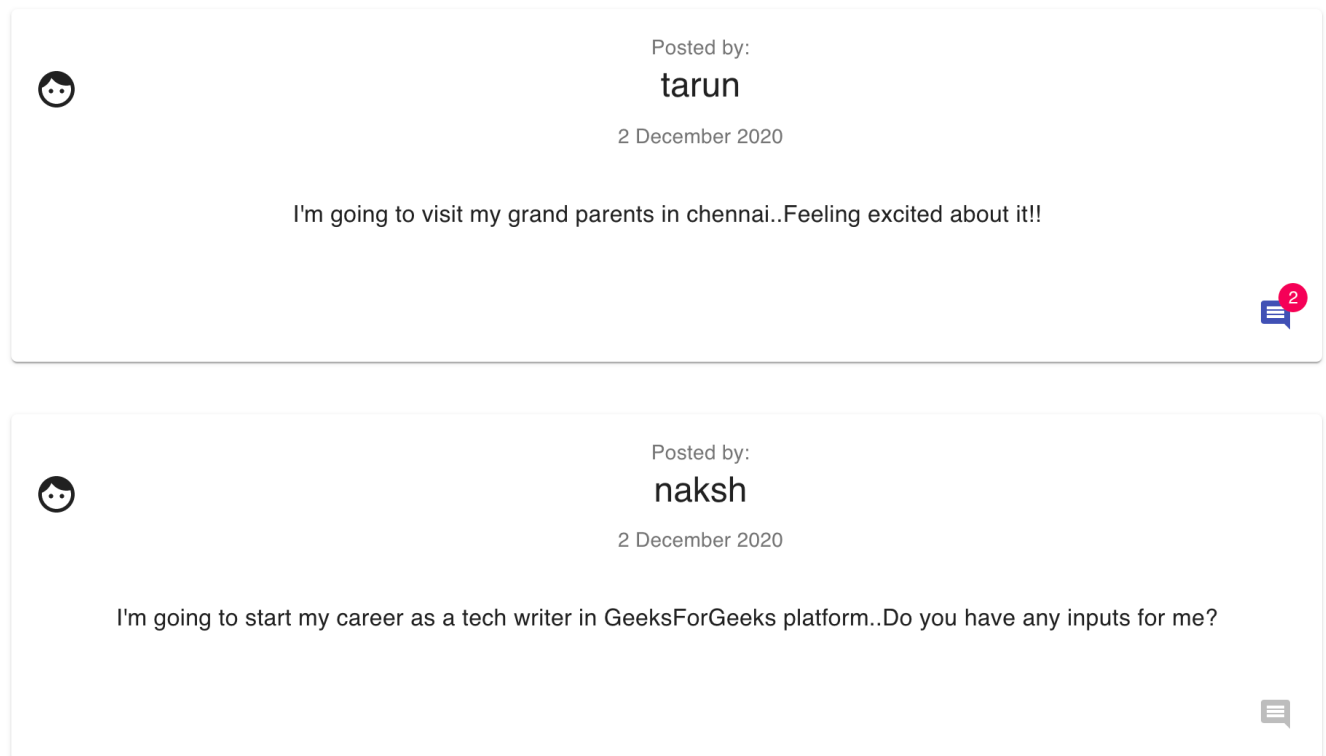 Posted by:
tarun
2 December 2020
I'm going to visit my grand parents in chennai..Feeling excited about it!!
2
Posted by:
naksh
2 December 2020
I'm going to start my career as a tech writer in GeeksForGeeks platform..Do you have any inputs for me?